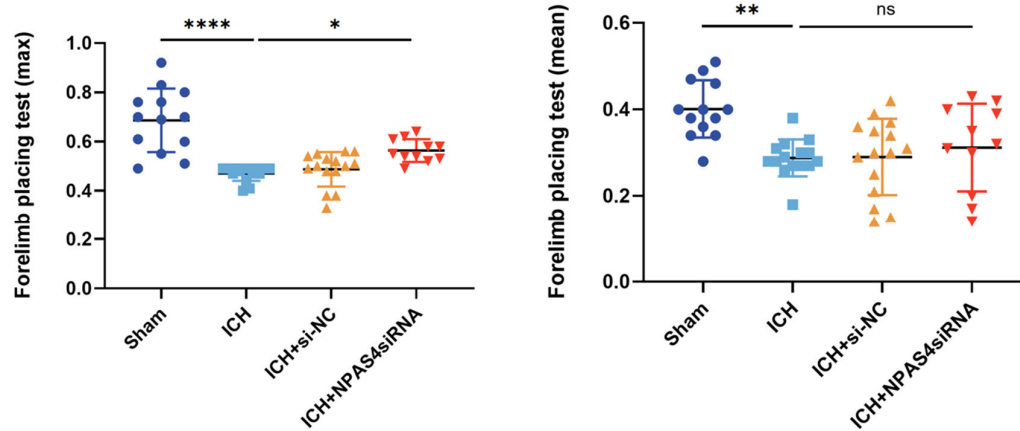 **** *
Forelimb placing test (max)
1.0
0.8
0.6
0.4
0.2
0.0
Sham
ICH
ICH+si-NC
ICH+NPAS4siRNA
** ns
Forelimb placing test (mean)
0.6
0.4
0.2
0.0
Sham
ICH
ICH+si-NC
ICH+NPAS4siRNA